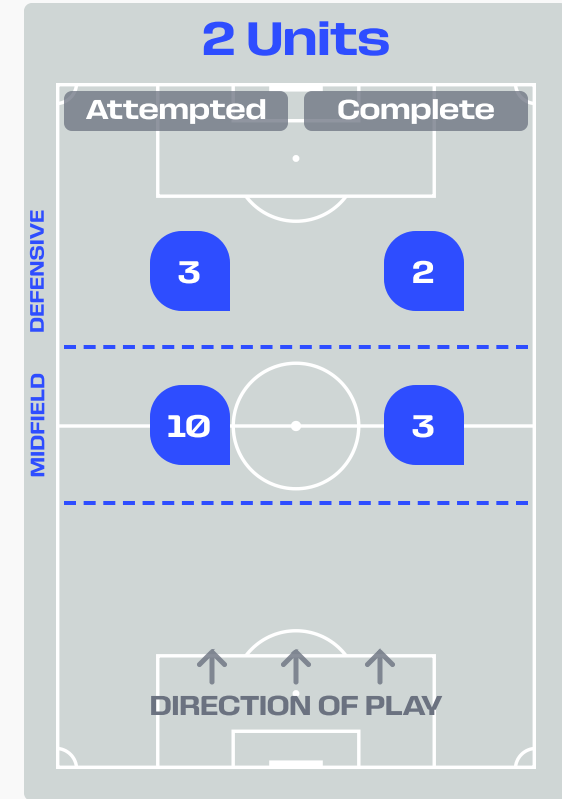 2 Units
Attempted Complete
DEFENSIVE
3 2
MIDFIELD
10 3
DIRECTION OF PLAY